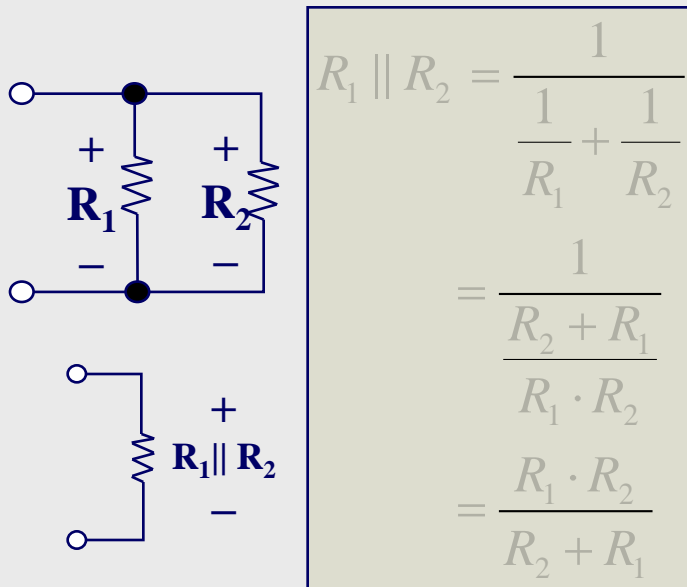 + +
R₁ R₂
− −
+
R₁|| R₂
−
R₁ || R₂ = 1 / (1/R₁ + 1/R₂)
= 1 / ((R₂ + R₁) / (R₁ · R₂))
= (R₁ · R₂) / (R₂ + R₁)